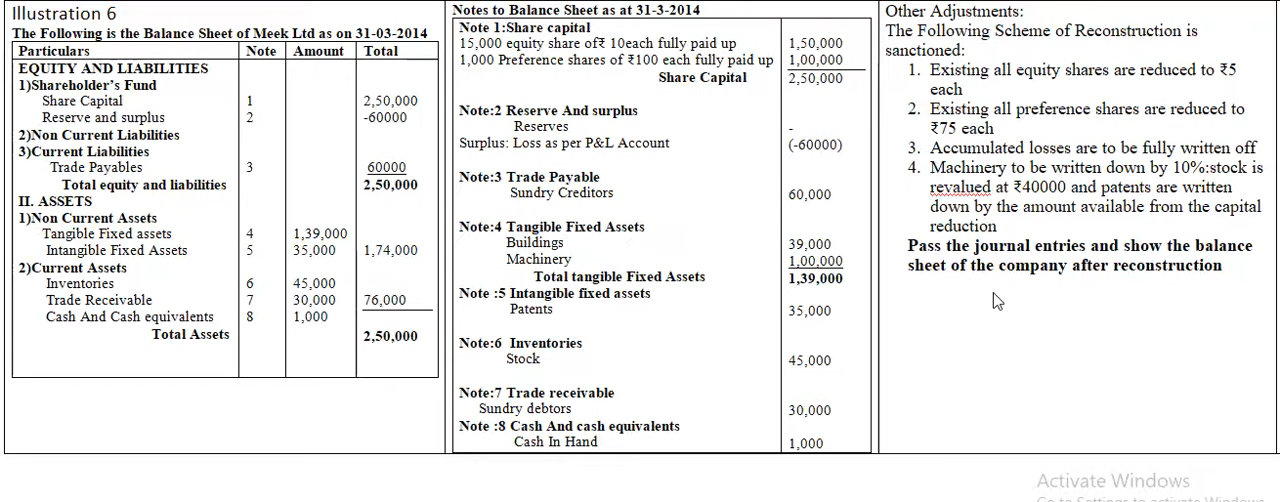 Illustration 6
The Following is the Balance Sheet of Meek Ltd as on 31-03-2014
Particulars Note Amount Total
EQUITY AND LIABILITIES
1)Shareholder's Fund
Share Capital 1 2,50,000
Reserve and surplus 2 -60000
2)Non Current Liabilities
3)Current Liabilities
Trade Payables 3 60000
Total equity and liabilities 2,50,000
II. ASSETS
1)Non Current Assets
Tangible Fixed assets 4 1,39,000
Intangible Fixed Assets 5 35,000 1,74,000
2)Current Assets
Inventories 6 45,000
Trade Receivable 7 30,000 76,000
Cash And Cash equivalents 8 1,000
Total Assets 2,50,000
Notes to Balance Sheet as at 31-3-2014
Note 1:Share capital
15,000 equity share of₹ 10each fully paid up 1,50,000
1,000 Preference shares of ₹100 each fully paid up 1,00,000
Share Capital 2,50,000
Note:2 Reserve And surplus
Reserves -
Surplus: Loss as per P&L Account (-60000)
Note:3 Trade Payable
Sundry Creditors 60,000
Note:4 Tangible Fixed Assets
Buildings 39,000
Machinery 1,00,000
Total tangible Fixed Assets 1,39,000
Note :5 Intangible fixed assets
Patents 35,000
Note:6 Inventories
Stock 45,000
Note:7 Trade receivable
Sundry debtors 30,000
Note :8 Cash And cash equivalents
Cash In Hand 1,000
Other Adjustments:
The Following Scheme of Reconstruction is
sanctioned:
1. Existing all equity shares are reduced to ₹5
each
2. Existing all preference shares are reduced to
₹75 each
3. Accumulated losses are to be fully written off
4. Machinery to be written down by 10%:stock is
revalued at ₹40000 and patents are written
down by the amount available from the capital
reduction
Pass the journal entries and show the balance
sheet of the company after reconstruction
Activate Windows
Go to Settings to activate Windows